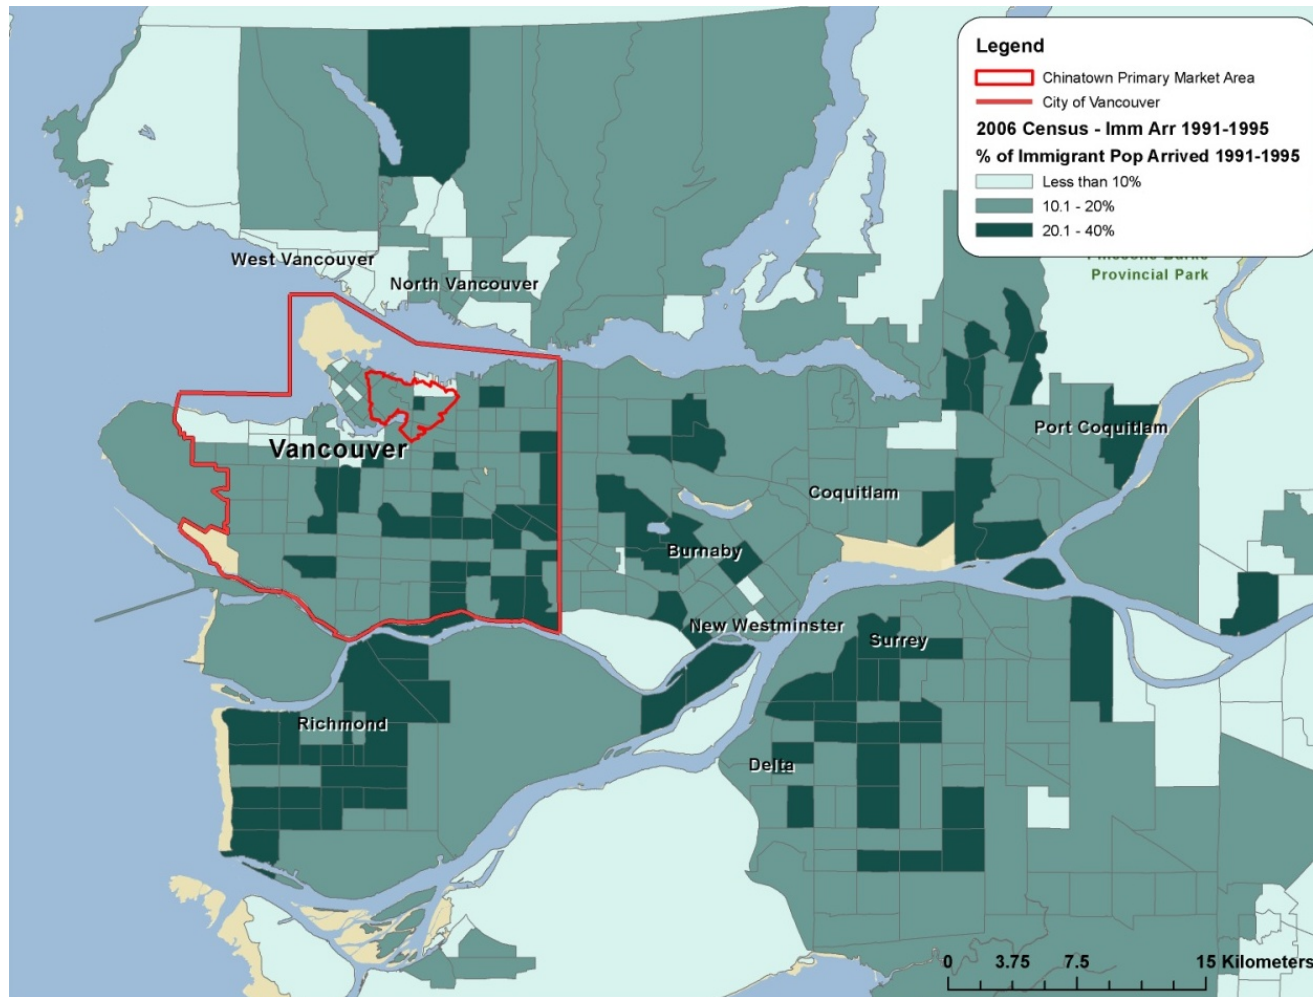 Legend
Chinatown Primary Market Area
City of Vancouver
2006 Census - Imm Arr 1991-1995
% of Immigrant Pop Arrived 1991-1995
Less than 10%
10.1 - 20%
20.1 - 40%
Provincial Park
West Vancouver
North Vancouver
Vancouver
Port Coquitlam
Coquitlam
Burnaby
New Westminster
Surrey
Richmond
Delta
0 3.75 7.5 15 Kilometers